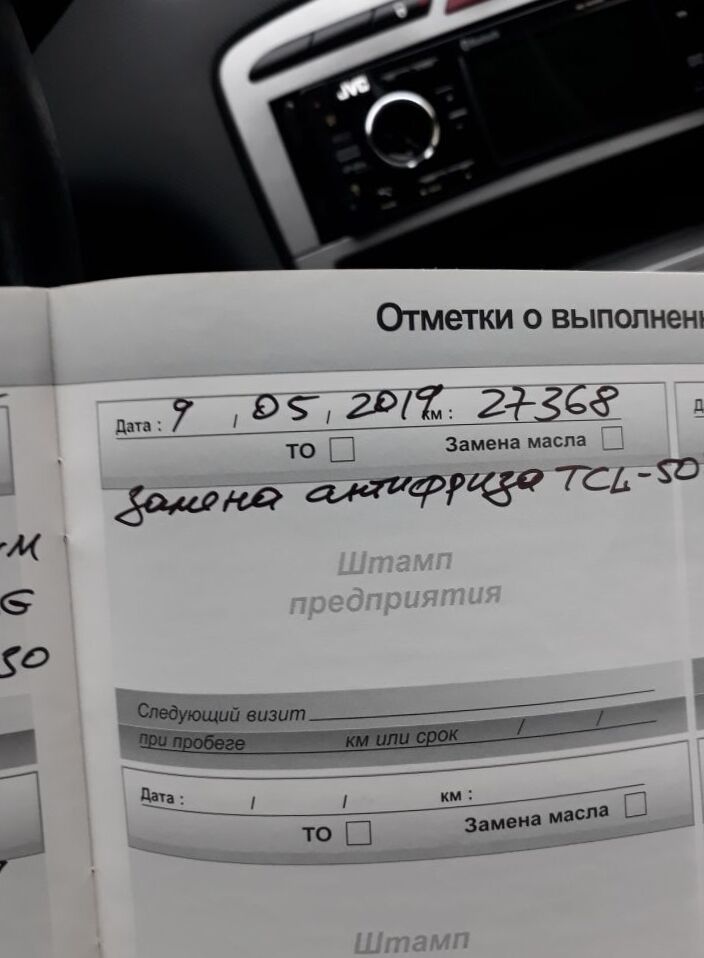 JVC
Отметки о выполнен
Дата : 9 / 05 / 2019 км : 27368
ТО Замена масла
замена антифриза TCL-50
Штамп
предприятия
-М
G
30
Следующий визит
при пробеге км или срок / /
Дата : / / км :
ТО Замена масла
Штамп